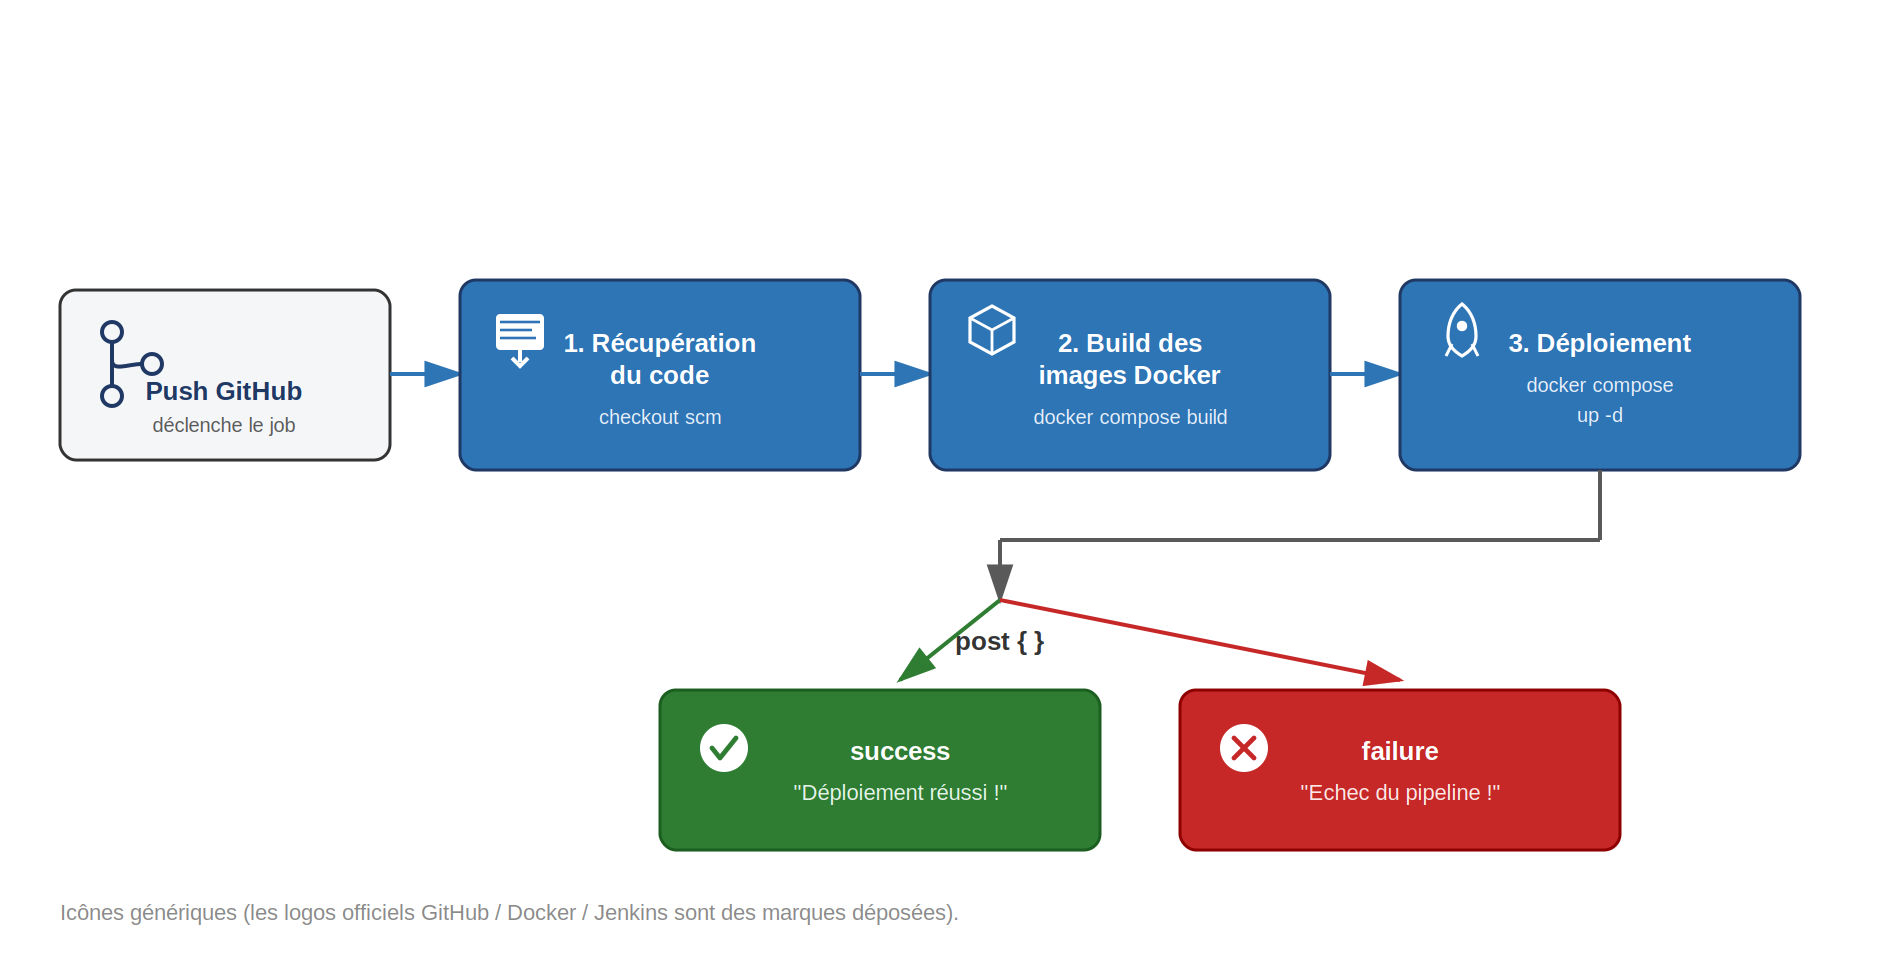 Push GitHub
déclenche le job
1. Récupération
du code
checkout scm
2. Build des
images Docker
docker compose build
3. Déploiement
docker compose
up -d
post { }
success
"Déploiement réussi !"
failure
"Echec du pipeline !"
Icônes génériques (les logos officiels GitHub / Docker / Jenkins sont des marques déposées).